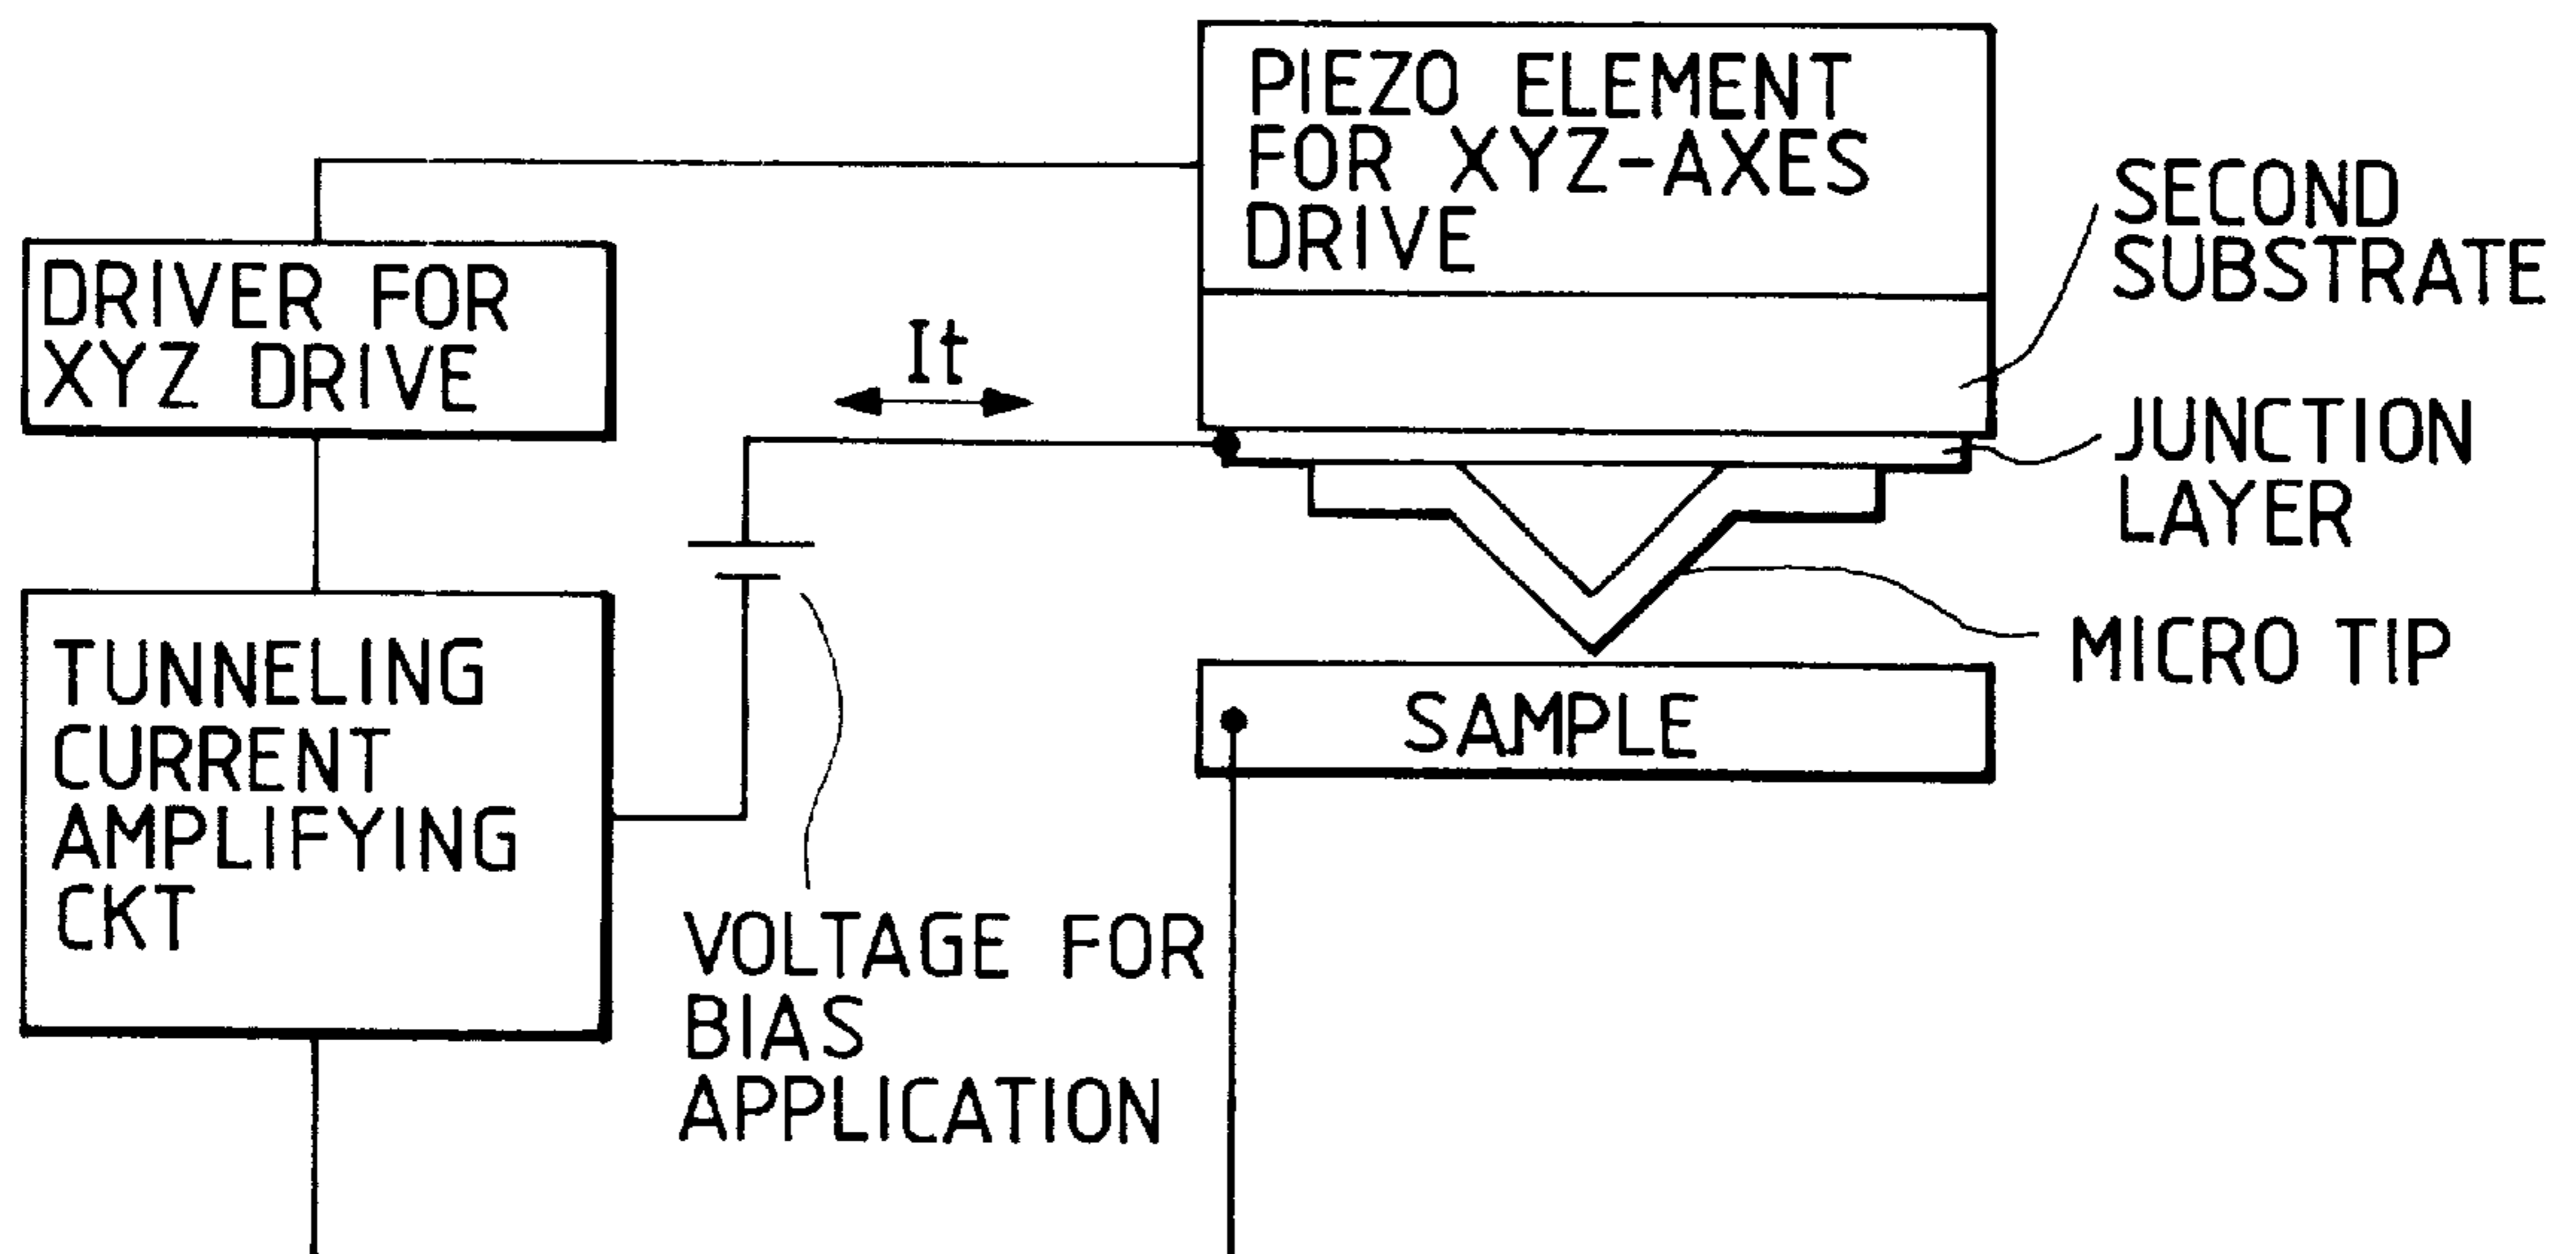 PIEZO ELEMENT
FOR XYZ-AXES
DRIVE
SECOND
SUBSTRATE
DRIVER FOR
XYZ DRIVE
It
JUNCTION
LAYER
MICRO TIP
TUNNELING
CURRENT
AMPLIFYING
CKT
SAMPLE
VOLTAGE FOR
BIAS
APPLICATION